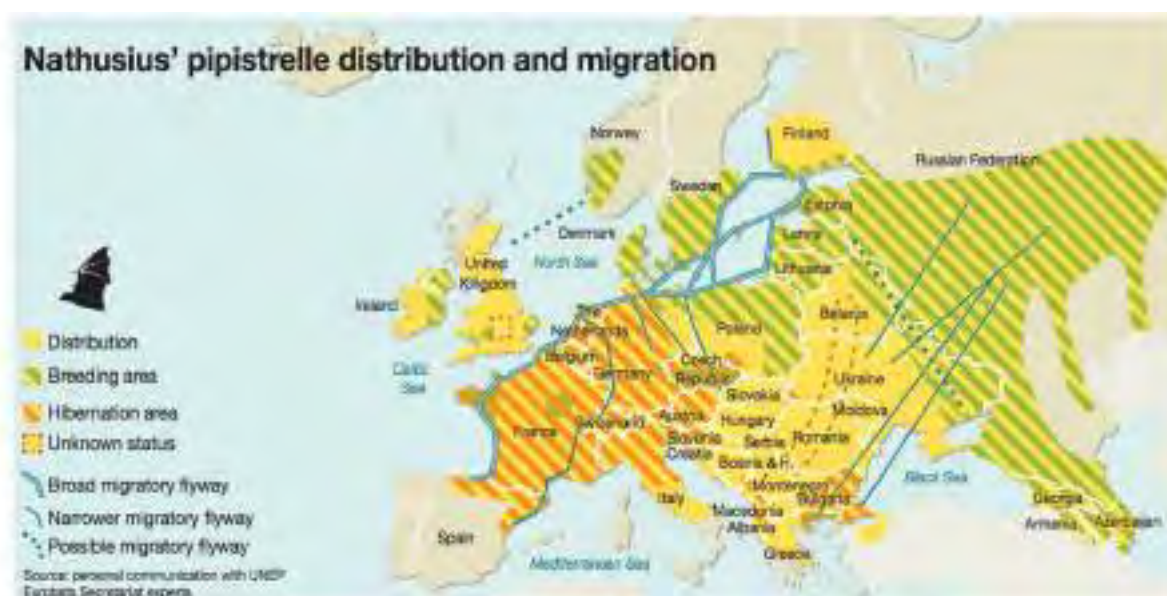 Nathusius' pipistrelle distribution and migration
Norway
Finland
Russian Federation
Sweden
Estonia
Denmark
Latvia
North Sea
United
Kingdom
Lithuania
Ireland
The
Netherlands
Belarus
Poland
Distribution
Belgium
Celtic
Sea
Czech
Republic
Germany
Breeding area
Ukraine
Slovakia
Hibernation area
Austria
Hungary
Moldova
France
Switzerland
Unknown status
Slovenia
Croatia
Serbia
Romania
Bosnia & H.
Black Sea
Broad migratory flyway
Montenegro
Italy
Bulgaria
Georgia
Narrower migratory flyway
Macedonia
Albania
Armenia
Azerbaijan
Spain
Possible migratory flyway
Greece
Mediterranean Sea
Source: personal communication with UNEP
Eurobats Secretariat experts